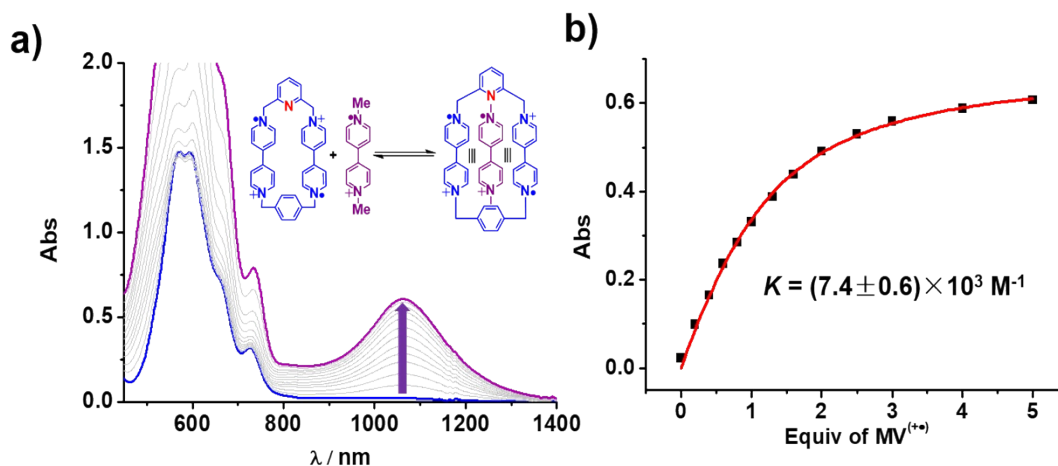 a)
Abs
2.0
1.5
1.0
0.5
0.0
600
800
1000
1200
1400
λ / nm
N
N•
N+
N+
N•
+
Me
N•
N+
Me
N
N•
N•
N+
N+
N+
N•
b)
Abs
0.6
0.4
0.2
0.0
K = (7.4±0.6)×10³ M⁻¹
0
1
2
3
4
5
Equiv of MV(+•)